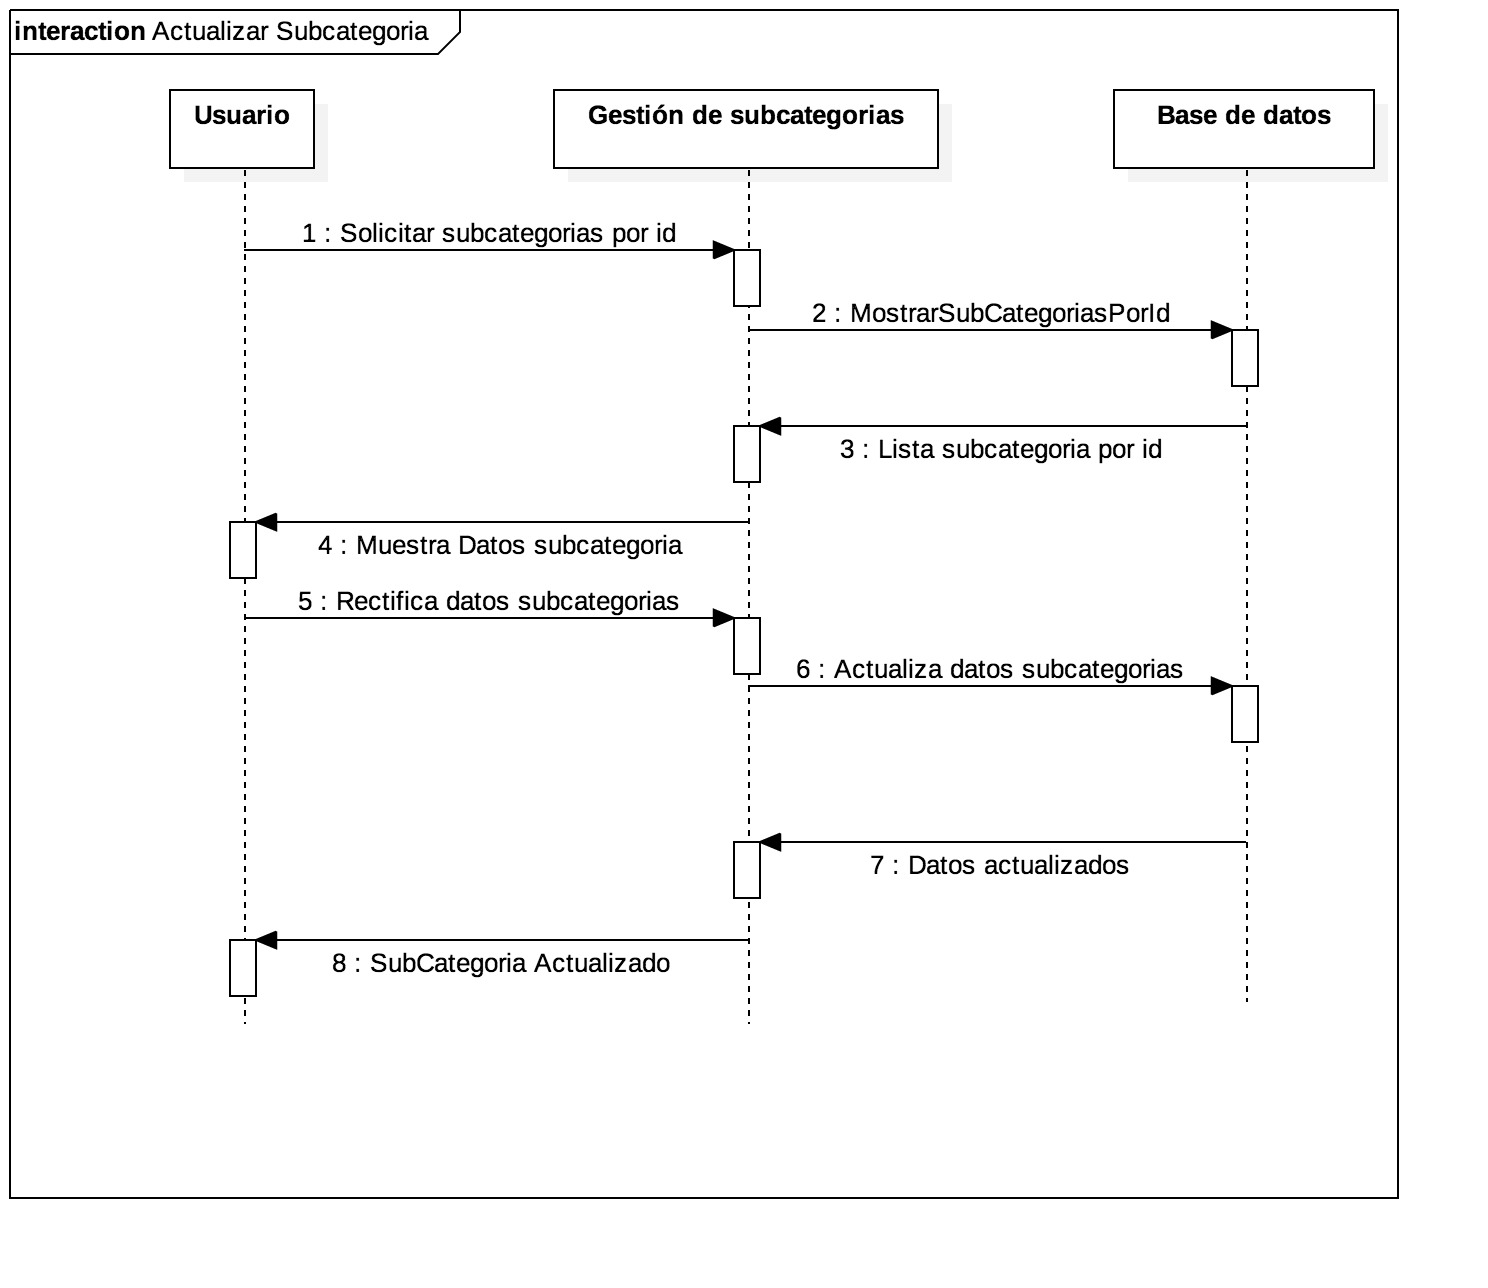 interaction Actualizar Subcategoria
Usuario
Gestión de subcategorias
Base de datos
1 : Solicitar subcategorias por id
2 : MostrarSubCategoriasPorId
3 : Lista subcategoria por id
4 : Muestra Datos subcategoria
5 : Rectifica datos subcategorias
6 : Actualiza datos subcategorias
7 : Datos actualizados
8 : SubCategoria Actualizado